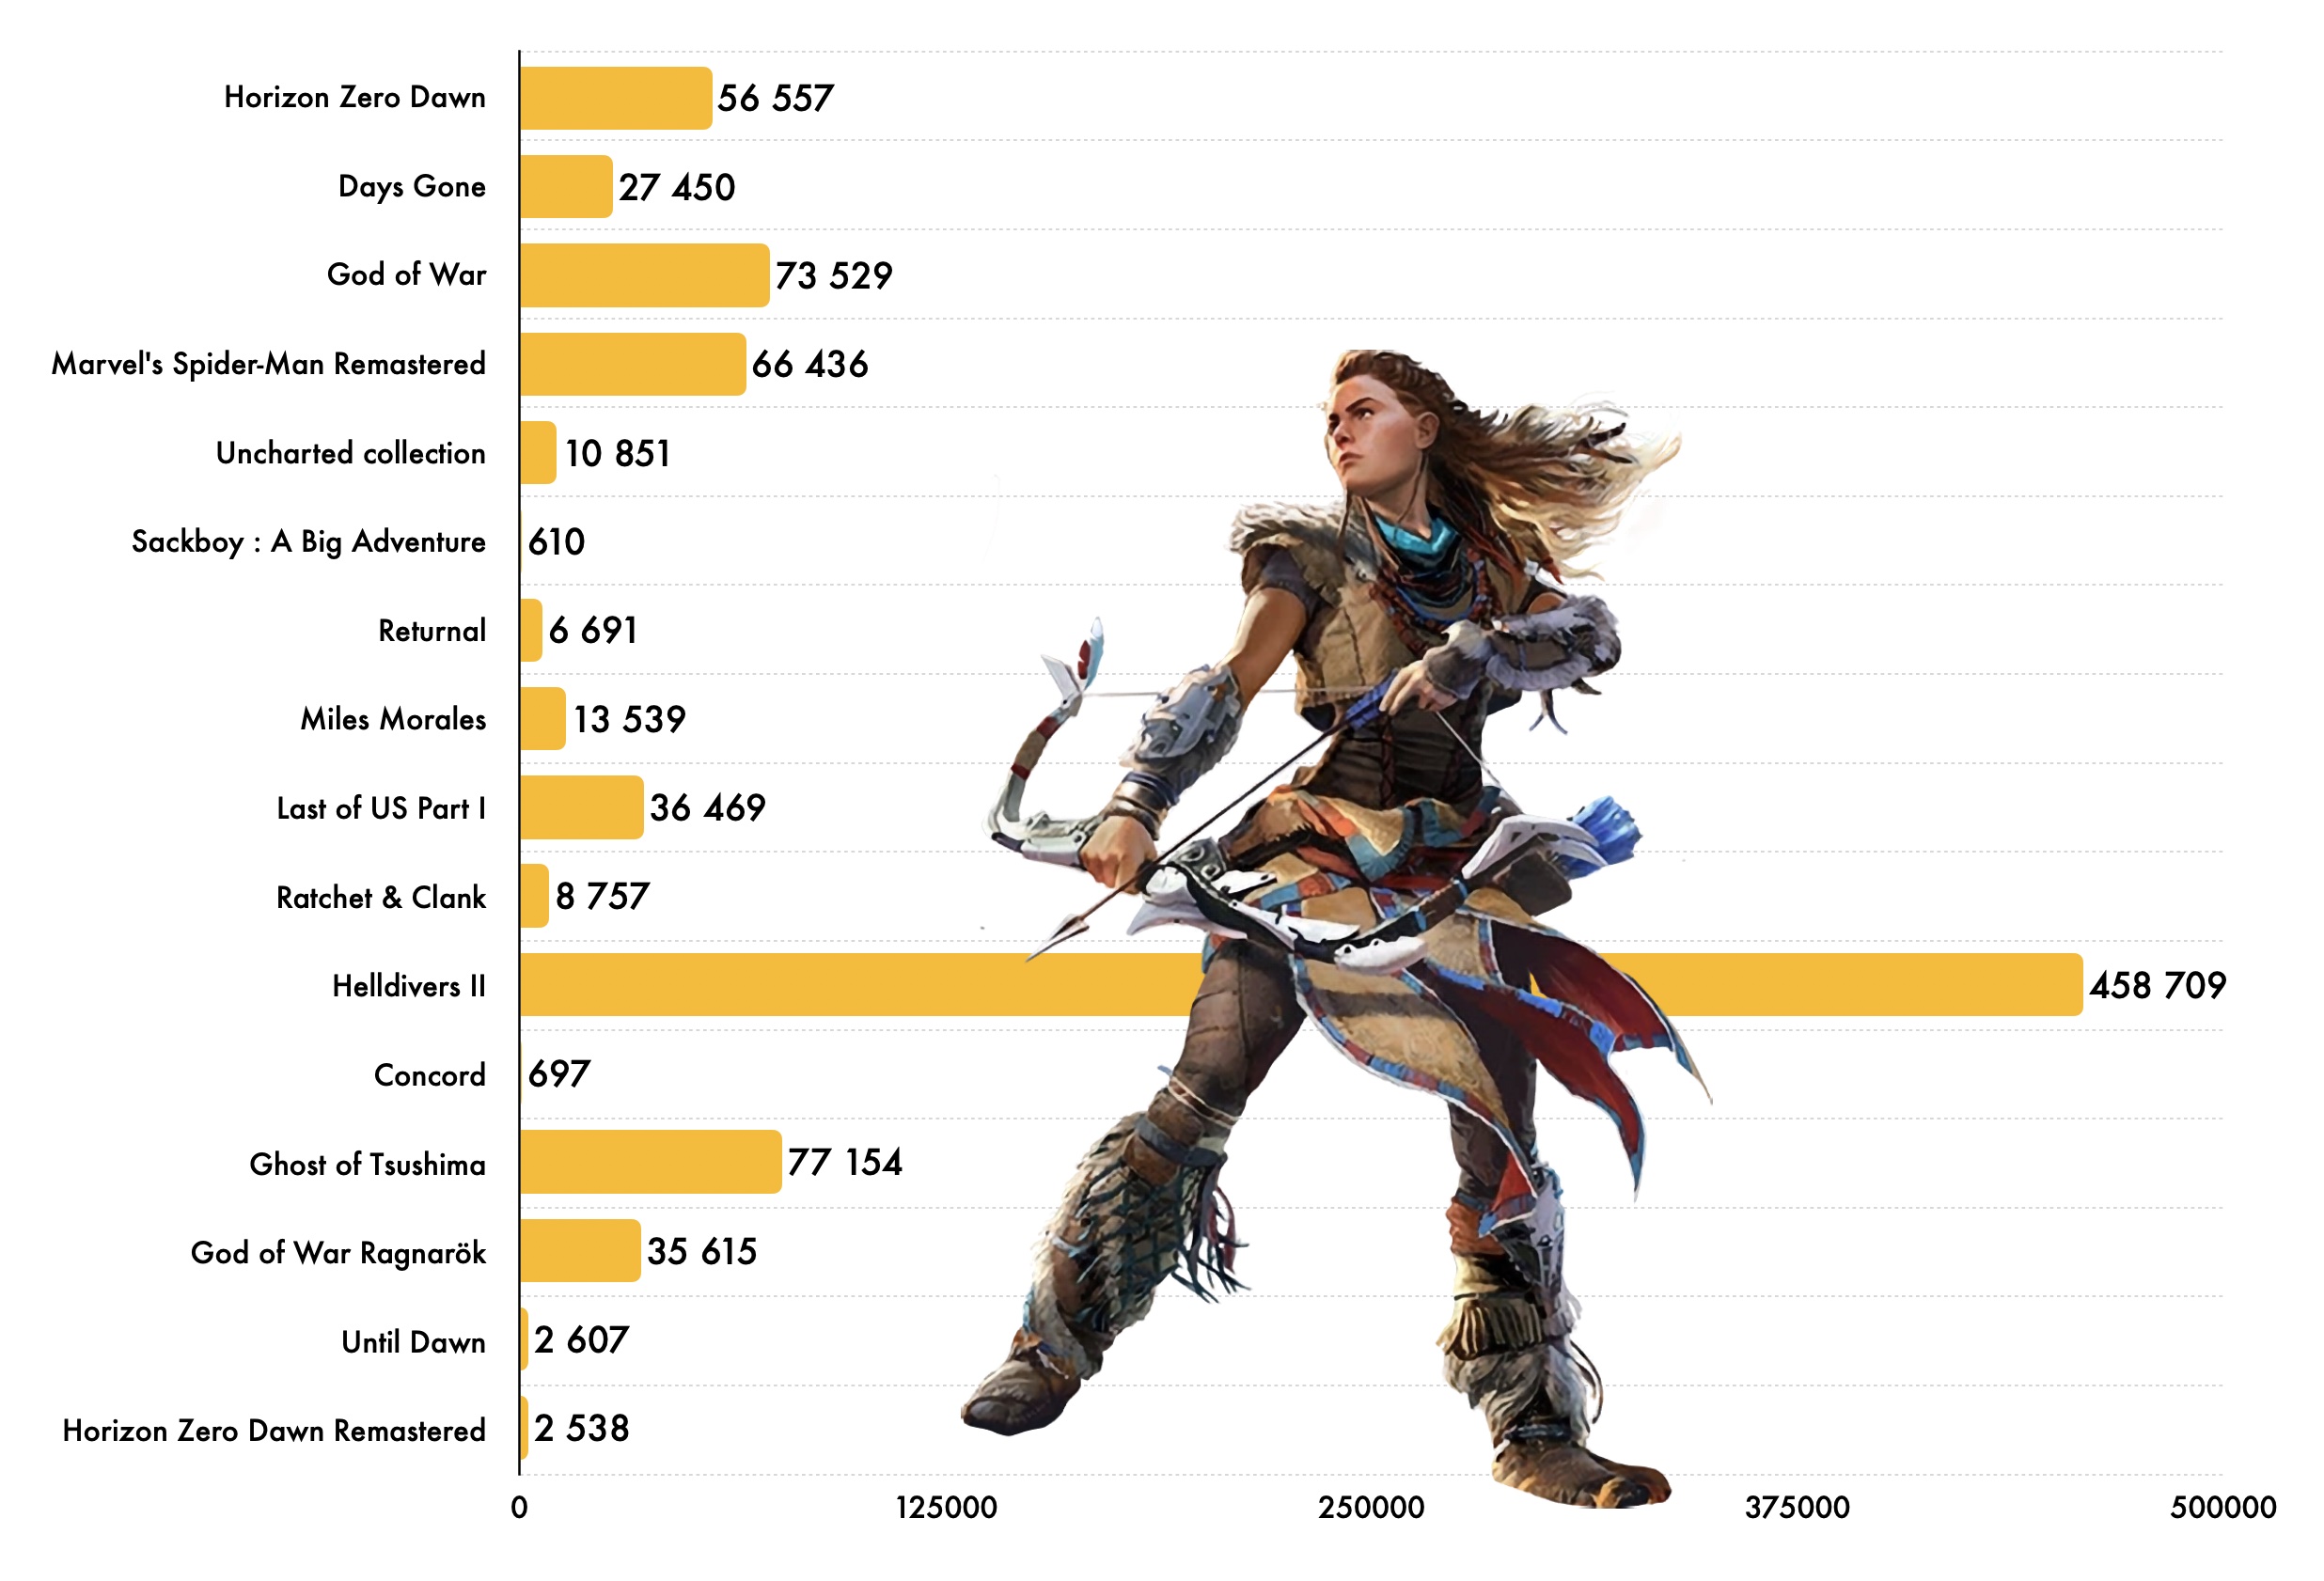 Horizon Zero Dawn 56 557
Days Gone 27 450
God of War 73 529
Marvel's Spider-Man Remastered 66 436
Uncharted collection 10 851
Sackboy : A Big Adventure 610
Returnal 6 691
Miles Morales 13 539
Last of US Part I 36 469
Ratchet & Clank 8 757
Helldivers II 458 709
Concord 697
Ghost of Tsushima 77 154
God of War Ragnarök 35 615
Until Dawn 2 607
Horizon Zero Dawn Remastered 2 538
0 125000 250000 375000 500000